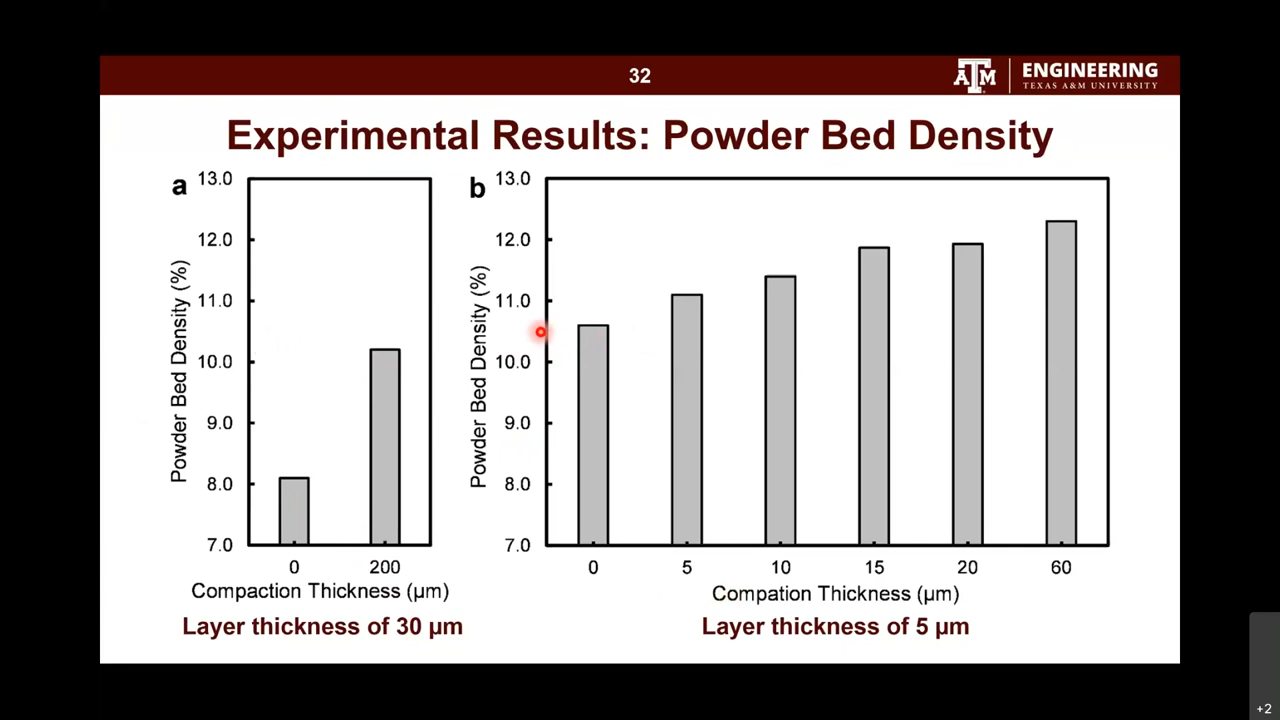 32
ATM
ENGINEERING
TEXAS A&M UNIVERSITY
Experimental Results: Powder Bed Density
a
13.0
12.0
11.0
10.0
9.0
8.0
7.0
Powder Bed Density (%)
0
200
Compaction Thickness (µm)
Layer thickness of 30 µm
b
13.0
12.0
11.0
10.0
9.0
8.0
7.0
Powder Bed Density (%)
0
5
10
15
20
60
Compation Thickness (µm)
Layer thickness of 5 µm
+2